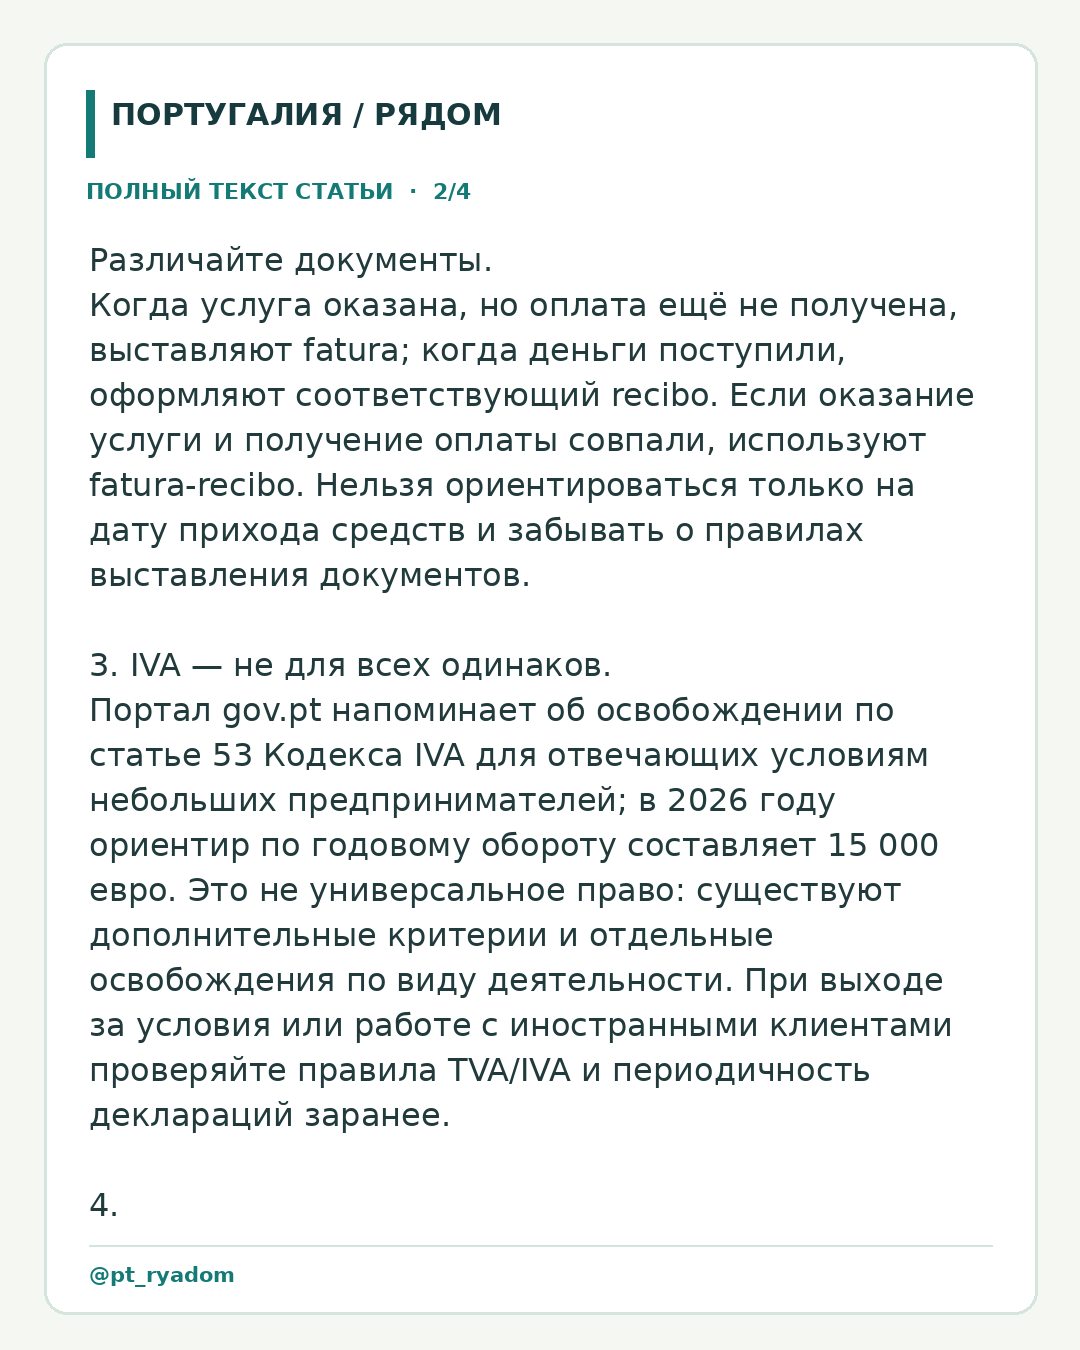 ПОРТУГАЛИЯ / РЯДОМ
ПОЛНЫЙ ТЕКСТ СТАТЬИ · 2/4
Различайте документы.
Когда услуга оказана, но оплата ещё не получена,
выставляют fatura; когда деньги поступили,
оформляют соответствующий recibo. Если оказание
услуги и получение оплаты совпали, используют
fatura-recibo. Нельзя ориентироваться только на
дату прихода средств и забывать о правилах
выставления документов.
3. IVA — не для всех одинаков.
Портал gov.pt напоминает об освобождении по
статье 53 Кодекса IVA для отвечающих условиям
небольших предпринимателей; в 2026 году
ориентир по годовому обороту составляет 15 000
евро. Это не универсальное право: существуют
дополнительные критерии и отдельные
освобождения по виду деятельности. При выходе
за условия или работе с иностранными клиентами
проверяйте правила TVA/IVA и периодичность
деклараций заранее.
4.
@pt_ryadom